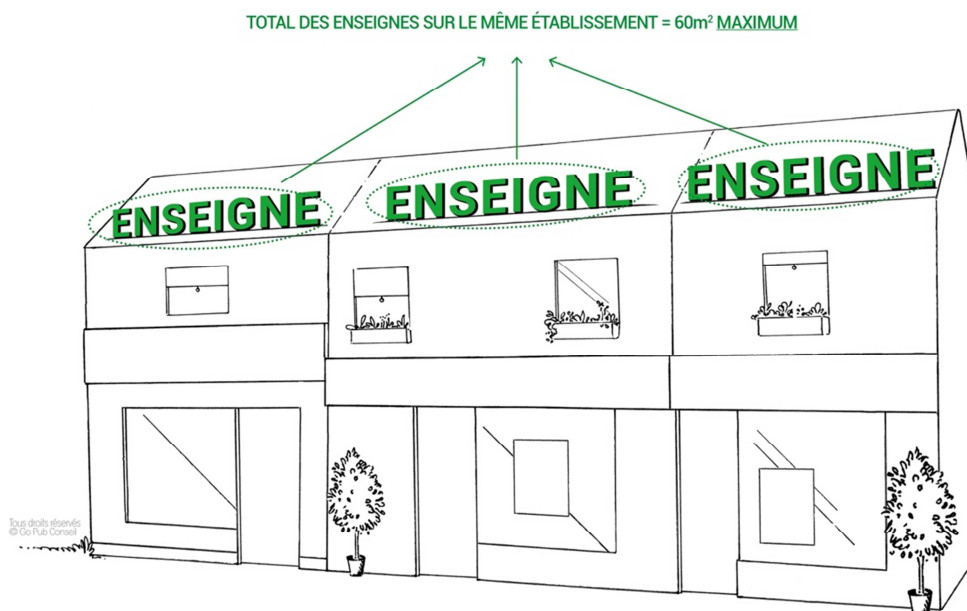 TOTAL DES ENSEIGNES SUR LE MÊME ÉTABLISSEMENT = 60m² MAXIMUM
ENSEIGNE
ENSEIGNE
ENSEIGNE
Tous droits réservés
© Go Pub Conseil